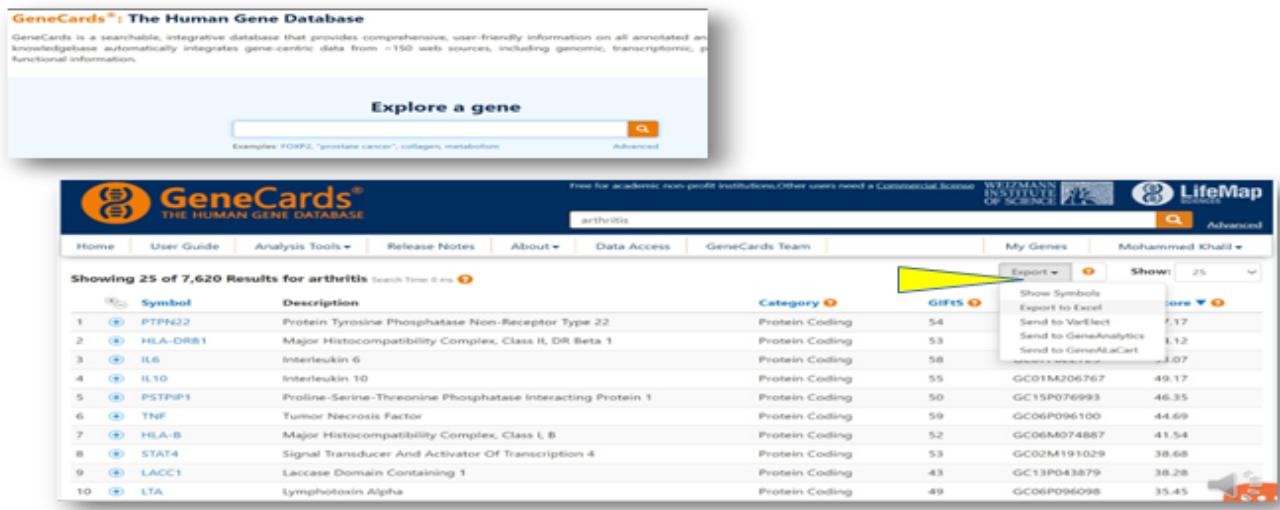 GeneCards®: The Human Gene Database
GeneCards is a searchable, integrative database that provides comprehensive, user-friendly information on all annotated an
knowledgebase automatically integrates gene-centric data from ~150 web sources, including genomic, transcriptomic, p
functional information.
Explore a gene
Examples: FOXP2, "prostate cancer", collagen, metabolism Advanced
Free for academic non-profit institutions.Other users need a Commercial license
WEIZMANN
INSTITUTE
OF SCIENCE
LifeMap
SCIENCES
GeneCards®
THE HUMAN GENE DATABASE
arthritis
Advanced
Home User Guide Analysis Tools Release Notes About Data Access GeneCards Team My Genes Mohammed Khalil
Showing 25 of 7,620 Results for arthritis Search Time: 0 ms
Export Show: 25
Show Symbols
Export to Excel
Send to VarElect
Send to GeneAnalytics
Send to GeneALaCart
Symbol Description Category GIFtS ore
1 PTPN22 Protein Tyrosine Phosphatase Non-Receptor Type 22 Protein Coding 54 7.17
2 HLA-DRB1 Major Histocompatibility Complex, Class II, DR Beta 1 Protein Coding 53 .12
3 IL6 Interleukin 6 Protein Coding 58 .07
4 IL10 Interleukin 10 Protein Coding 55 GC01M206767 49.17
5 PSTPIP1 Proline-Serine-Threonine Phosphatase Interacting Protein 1 Protein Coding 50 GC15P076993 46.35
6 TNF Tumor Necrosis Factor Protein Coding 59 GC06P096100 44.69
7 HLA-B Major Histocompatibility Complex, Class I, B Protein Coding 52 GC06M074887 41.54
8 STAT4 Signal Transducer And Activator Of Transcription 4 Protein Coding 53 GC02M191029 38.68
9 LACC1 Laccase Domain Containing 1 Protein Coding 43 GC13P043879 38.28
10 LTA Lymphotoxin Alpha Protein Coding 49 GC06P096098 35.45